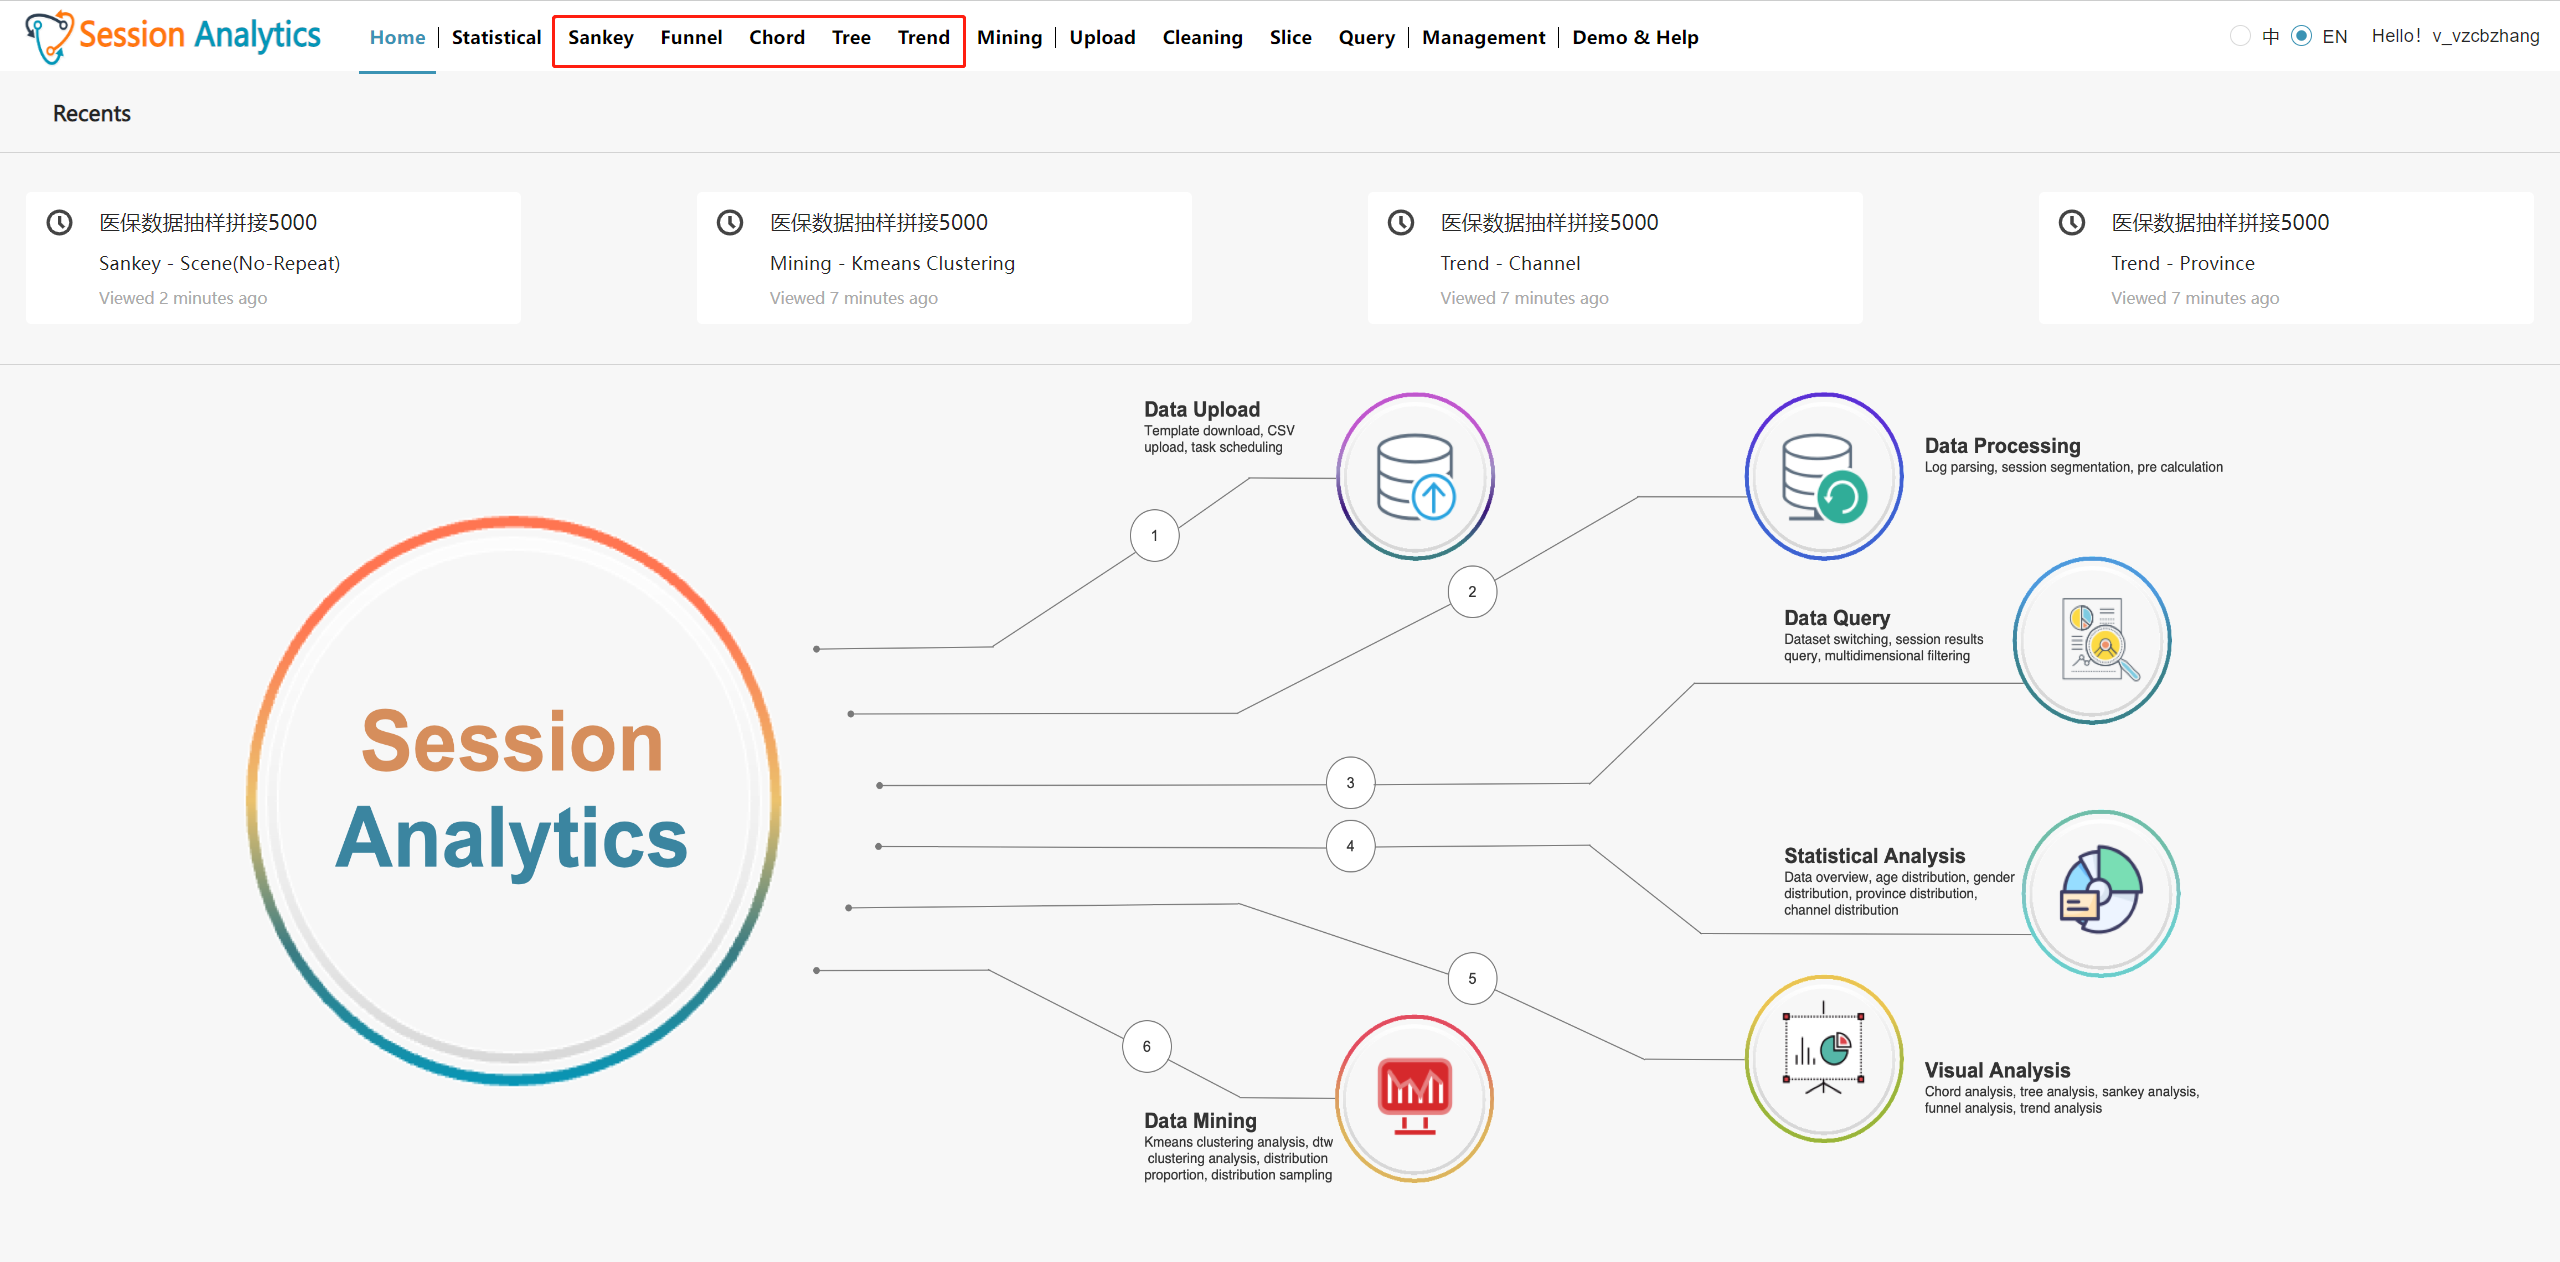 Session Analytics
Home Statistical Sankey Funnel Chord Tree Trend Mining Upload Cleaning Slice Query Management Demo & Help
中 EN Hello! v_vzcbzhang
Recents
医保数据抽样拼接5000
Sankey - Scene(No-Repeat)
Viewed 2 minutes ago
医保数据抽样拼接5000
Mining - Kmeans Clustering
Viewed 7 minutes ago
医保数据抽样拼接5000
Trend - Channel
Viewed 7 minutes ago
医保数据抽样拼接5000
Trend - Province
Viewed 7 minutes ago
Session
Analytics
1
Data Upload
Template download, CSV
upload, task scheduling
2
Data Processing
Log parsing, session segmentation, pre calculation
3
Data Query
Dataset switching, session results
query, multidimensional filtering
4
Statistical Analysis
Data overview, age distribution, gender
distribution, province distribution,
channel distribution
5
Visual Analysis
Chord analysis, tree analysis, sankey analysis,
funnel analysis, trend analysis
6
Data Mining
Kmeans clustering analysis, dtw
clustering analysis, distribution
proportion, distribution sampling